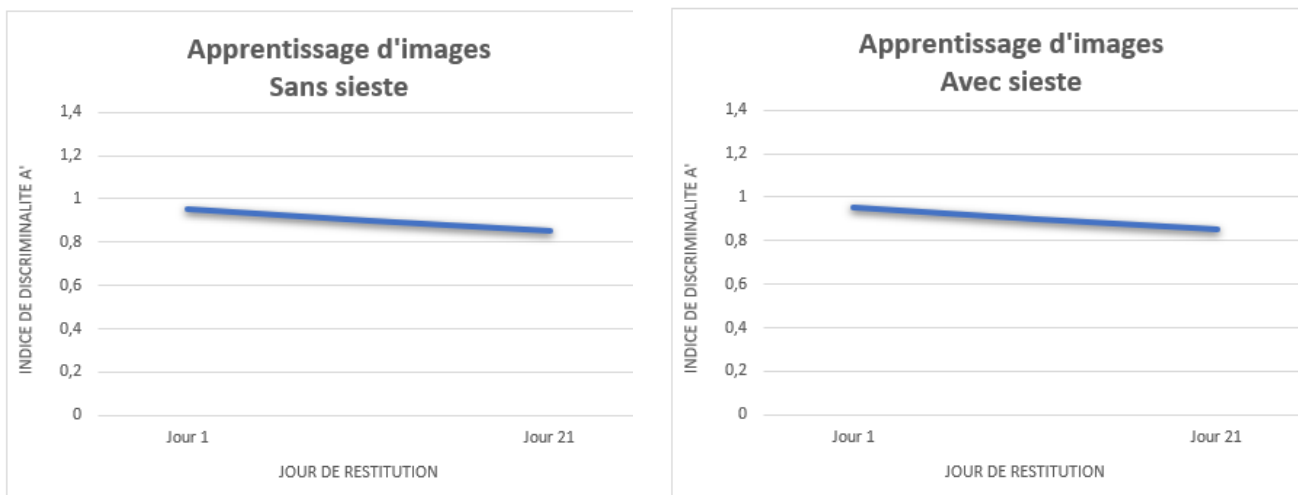 Apprentissage d'images
Sans sieste
INDICE DE DISCRIMINALITE A'
1,4
1,2
1
0,8
0,6
0,4
0,2
0
Jour 1
Jour 21
JOUR DE RESTITUTION
Apprentissage d'images
Avec sieste
INDICE DE DISCRIMINALITE A'
1,4
1,2
1
0,8
0,6
0,4
0,2
0
Jour 1
Jour 21
JOUR DE RESTITUTION